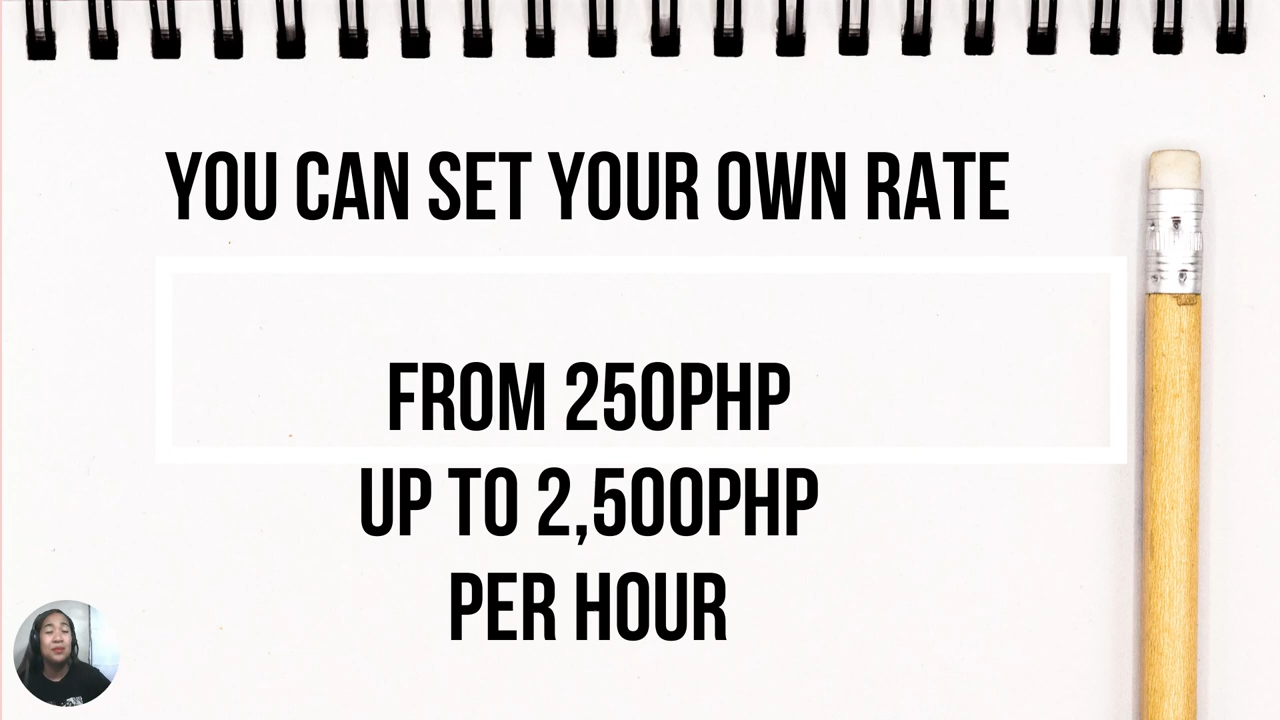 YOU CAN SET YOUR OWN RATE
FROM 250PHP
UP TO 2,500PHP
PER HOUR